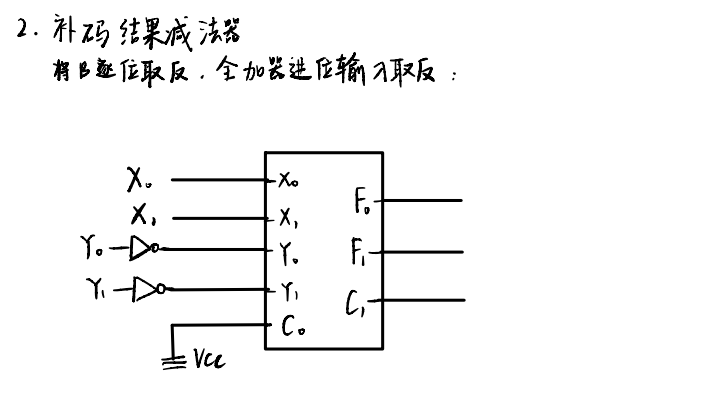 2. 补码结果减法器
将B逐位取反.全加器进位输入取反:
X₀
X₀
F₀
X₁
X₁
Y₀
Y₀
F₁
Y₁
Y₁
C₁
C₀
Vcc